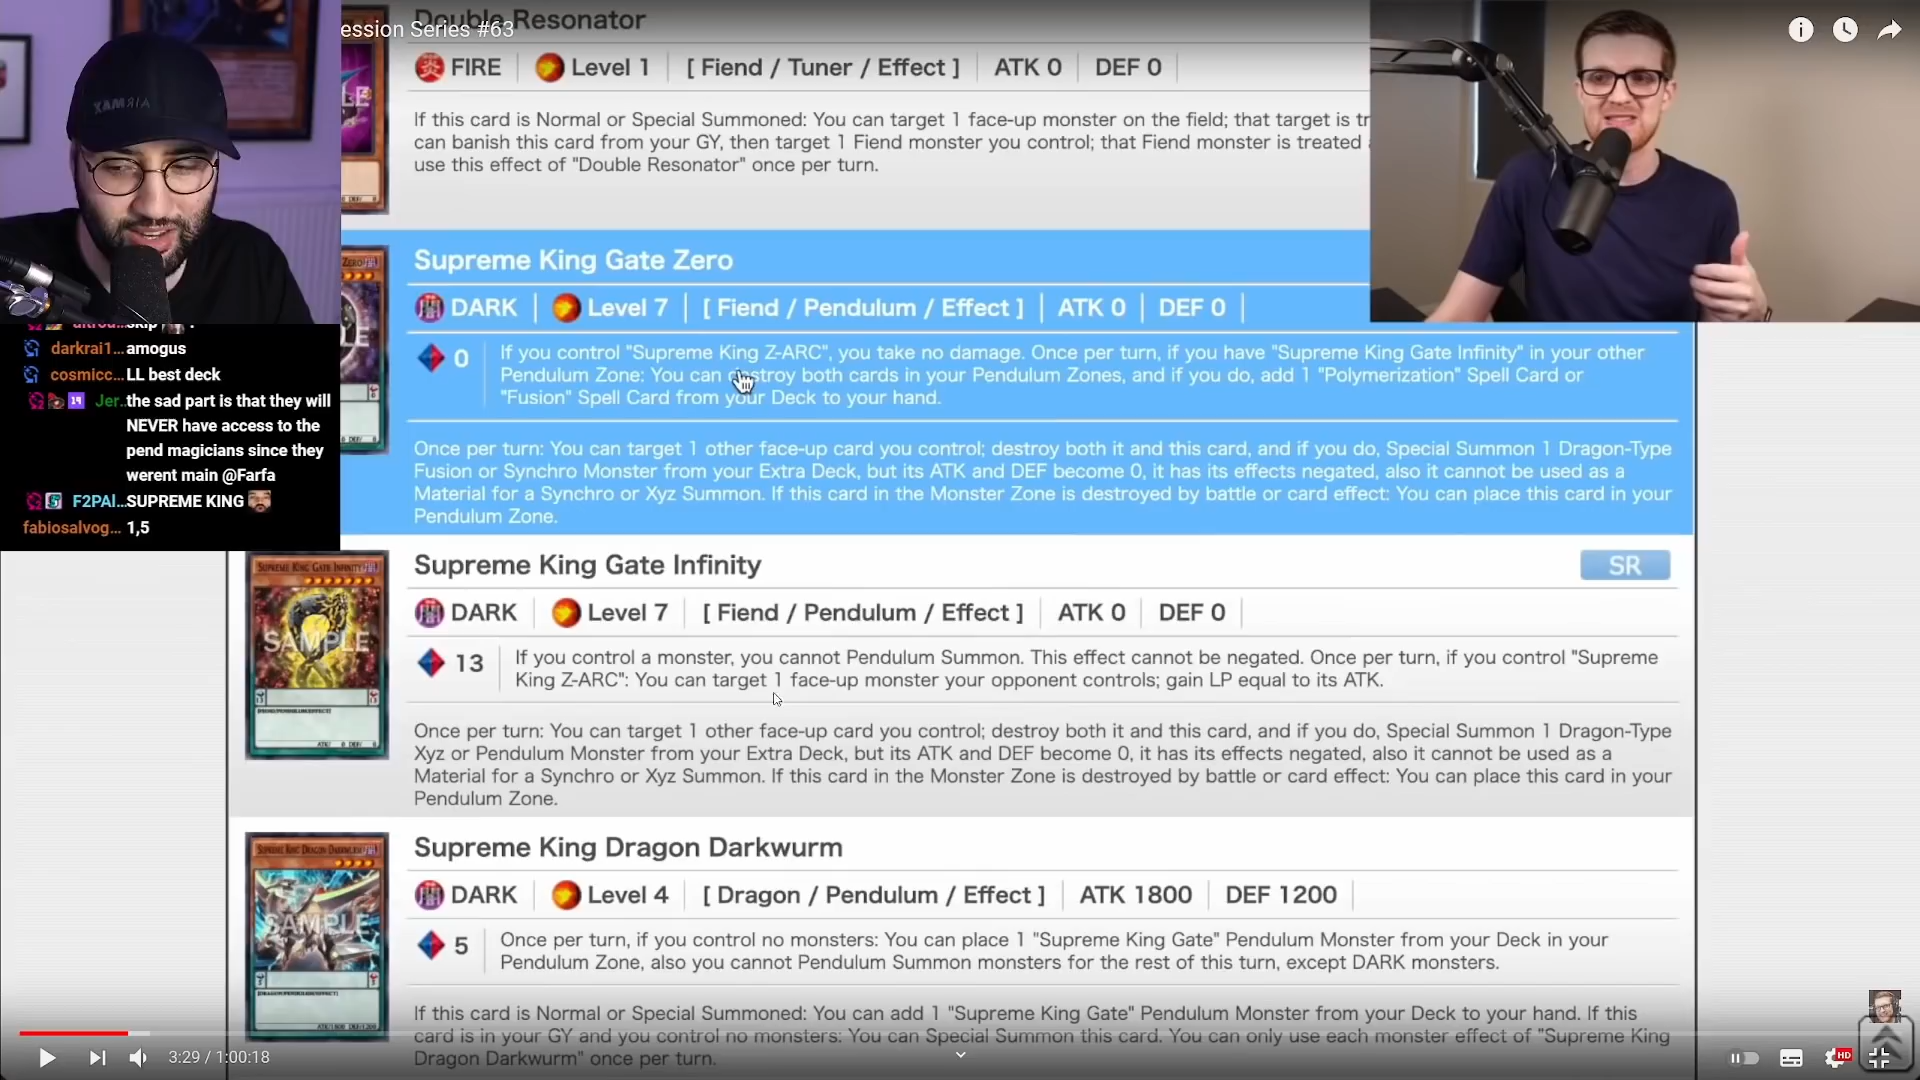 Double Resonator
ession Series #63
FIRE Level 1 [ Fiend / Tuner / Effect ] ATK 0 DEF 0
If this card is Normal or Special Summoned: You can target 1 face-up monster on the field; that target is tr
can banish this card from your GY, then target 1 Fiend monster you control; that Fiend monster is treated
use this effect of "Double Resonator" once per turn.
Supreme King Gate Zero
DARK Level 7 [ Fiend / Pendulum / Effect ] ATK 0 DEF 0
0 If you control "Supreme King Z-ARC", you take no damage. Once per turn, if you have "Supreme King Gate Infinity" in your other
Pendulum Zone: You can destroy both cards in your Pendulum Zones, and if you do, add 1 "Polymerization" Spell Card or
"Fusion" Spell Card from your Deck to your hand.
Once per turn: You can target 1 other face-up card you control; destroy both it and this card, and if you do, Special Summon 1 Dragon-Type
Fusion or Synchro Monster from your Extra Deck, but its ATK and DEF become 0, it has its effects negated, also it cannot be used as a
Material for a Synchro or Xyz Summon. If this card in the Monster Zone is destroyed by battle or card effect: You can place this card in your
Pendulum Zone.
darkrai1... amogus
cosmicc... LL best deck
Jer.. the sad part is that they will
NEVER have access to the
pend magicians since they
werent main @Farfa
F2PAl... SUPREME KING
fabiosalvog... 1,5
Supreme King Gate Infinity
SR
DARK Level 7 [ Fiend / Pendulum / Effect ] ATK 0 DEF 0
13 If you control a monster, you cannot Pendulum Summon. This effect cannot be negated. Once per turn, if you control "Supreme
King Z-ARC": You can target 1 face-up monster your opponent controls; gain LP equal to its ATK.
Once per turn: You can target 1 other face-up card you control; destroy both it and this card, and if you do, Special Summon 1 Dragon-Type
Xyz or Pendulum Monster from your Extra Deck, but its ATK and DEF become 0, it has its effects negated, also it cannot be used as a
Material for a Synchro or Xyz Summon. If this card in the Monster Zone is destroyed by battle or card effect: You can place this card in your
Pendulum Zone.
SUPREME KING GATE INFINITY
SAMPLE
Supreme King Dragon Darkwurm
DARK Level 4 [ Dragon / Pendulum / Effect ] ATK 1800 DEF 1200
5 Once per turn, if you control no monsters: You can place 1 "Supreme King Gate" Pendulum Monster from your Deck in your
Pendulum Zone, also you cannot Pendulum Summon monsters for the rest of this turn, except DARK monsters.
If this card is Normal or Special Summoned: You can add 1 "Supreme King Gate" Pendulum Monster from your Deck to your hand. If this
card is in your GY and you control no monsters: You can Special Summon this card. You can only use each monster effect of "Supreme King
Dragon Darkwurm" once per turn.
SUPREME KING DRAGON DARKWURM
SAMPLE
3:29 / 1:00:18
HD